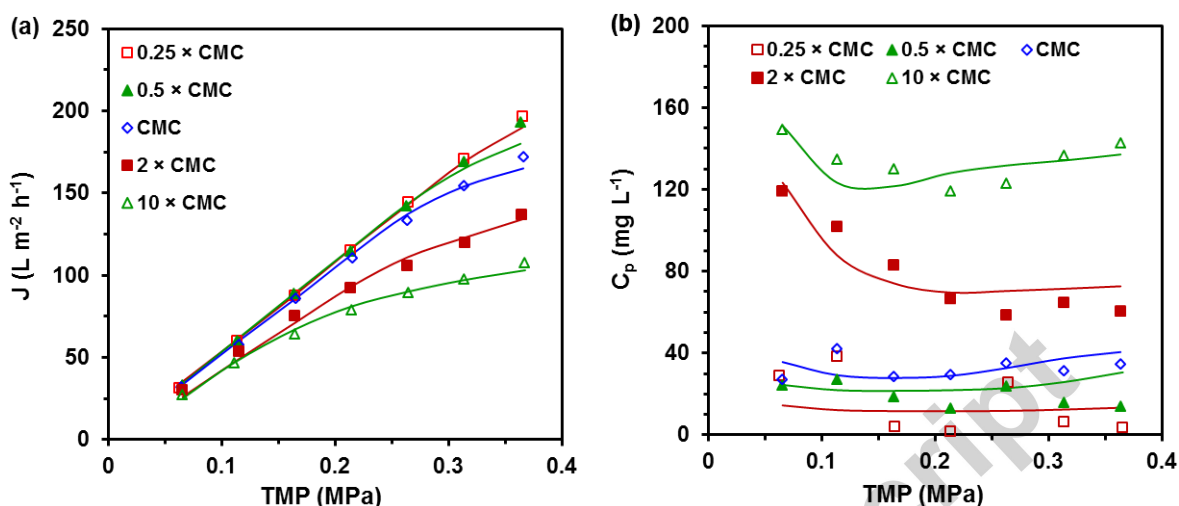 (a)
250
200
150
100
50
0
J (L m⁻² h⁻¹)
0.25 × CMC
0.5 × CMC
CMC
2 × CMC
10 × CMC
0 0.1 0.2 0.3 0.4
TMP (MPa)
(b)
200
160
120
80
40
0
Cₚ (mg L⁻¹)
0.25 × CMC 0.5 × CMC CMC
2 × CMC 10 × CMC
0 0.1 0.2 0.3 0.4
TMP (MPa)
ript